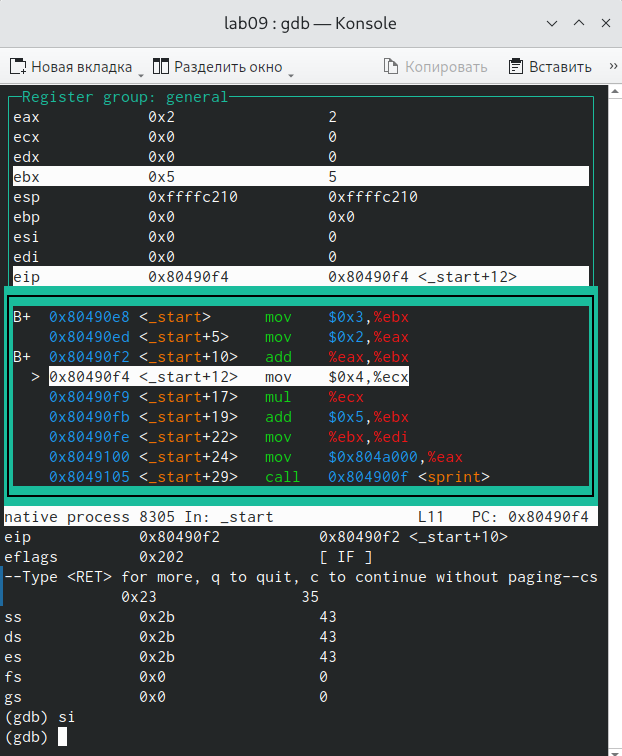 lab09 : gdb — Konsole
Новая вкладка Разделить окно Копировать Вставить »
Register group: general
eax 0x2 2
ecx 0x0 0
edx 0x0 0
ebx 0x5 5
esp 0xffffc210 0xffffc210
ebp 0x0 0x0
esi 0x0 0
edi 0x0 0
eip 0x80490f4 0x80490f4 <_start+12>
B+ 0x80490e8 <_start> mov $0x3,%ebx
0x80490ed <_start+5> mov $0x2,%eax
B+ 0x80490f2 <_start+10> add %eax,%ebx
> 0x80490f4 <_start+12> mov $0x4,%ecx
0x80490f9 <_start+17> mul %ecx
0x80490fb <_start+19> add $0x5,%ebx
0x80490fe <_start+22> mov %ebx,%edi
0x8049100 <_start+24> mov $0x804a000,%eax
0x8049105 <_start+29> call 0x804900f <sprint>
native process 8305 In: _start L11 PC: 0x80490f4
eip 0x80490f2 0x80490f2 <_start+10>
eflags 0x202 [ IF ]
--Type <RET> for more, q to quit, c to continue without paging--cs
0x23 35
ss 0x2b 43
ds 0x2b 43
es 0x2b 43
fs 0x0 0
gs 0x0 0
(gdb) si
(gdb)